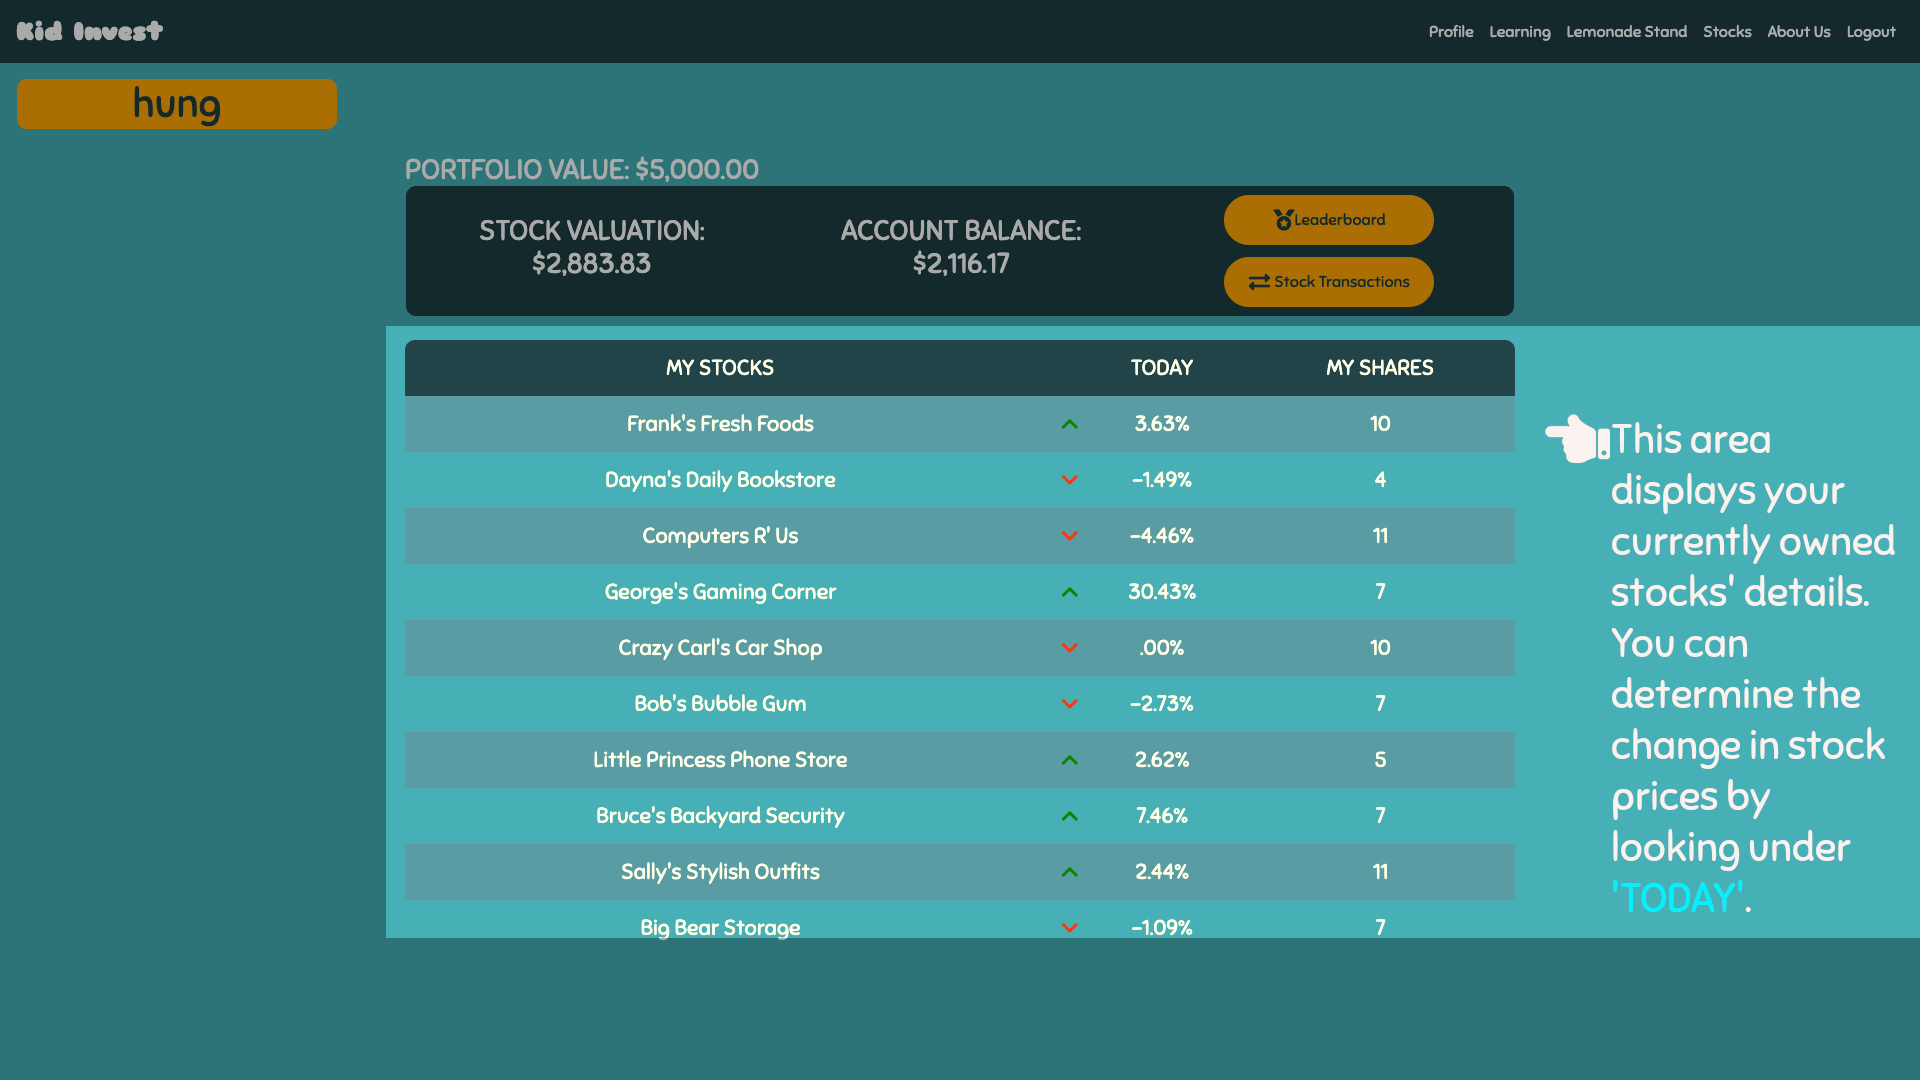 Kid Invest
Profile Learning Lemonade Stand Stocks About Us Logout
hung
PORTFOLIO VALUE: $5,000.00
STOCK VALUATION:
$2,883.83
ACCOUNT BALANCE:
$2,116.17
Leaderboard
Stock Transactions
MY STOCKS TODAY MY SHARES
Frank's Fresh Foods 3.63% 10
Dayna's Daily Bookstore -1.49% 4
Computers R' Us -4.46% 11
George's Gaming Corner 30.43% 7
Crazy Carl's Car Shop .00% 10
Bob's Bubble Gum -2.73% 7
Little Princess Phone Store 2.62% 5
Bruce's Backyard Security 7.46% 7
Sally's Stylish Outfits 2.44% 11
Big Bear Storage -1.09% 7
This area
displays your
currently owned
stocks' details.
You can
determine the
change in stock
prices by
looking under
'TODAY'.